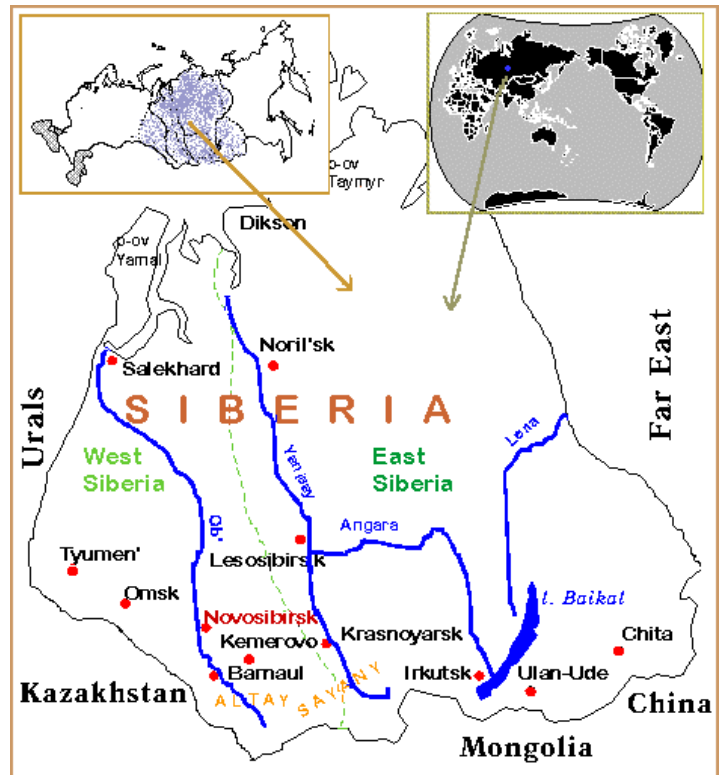 p-ov
Taymyr
Dikson
p-ov
Yamal
Noril'sk
Salekhard
SIBERIA
Urals
Far East
Lena
West
Siberia
Yenisey
East
Siberia
Ob'
Angara
Lesosibirsk
Tyumen'
Omsk
l. Baikal
Novosibirsk
Kemerovo
Krasnoyarsk
Chita
Barnaul
Irkutsk
Ulan-Ude
Kazakhstan
ALTAY
SAYANY
China
Mongolia